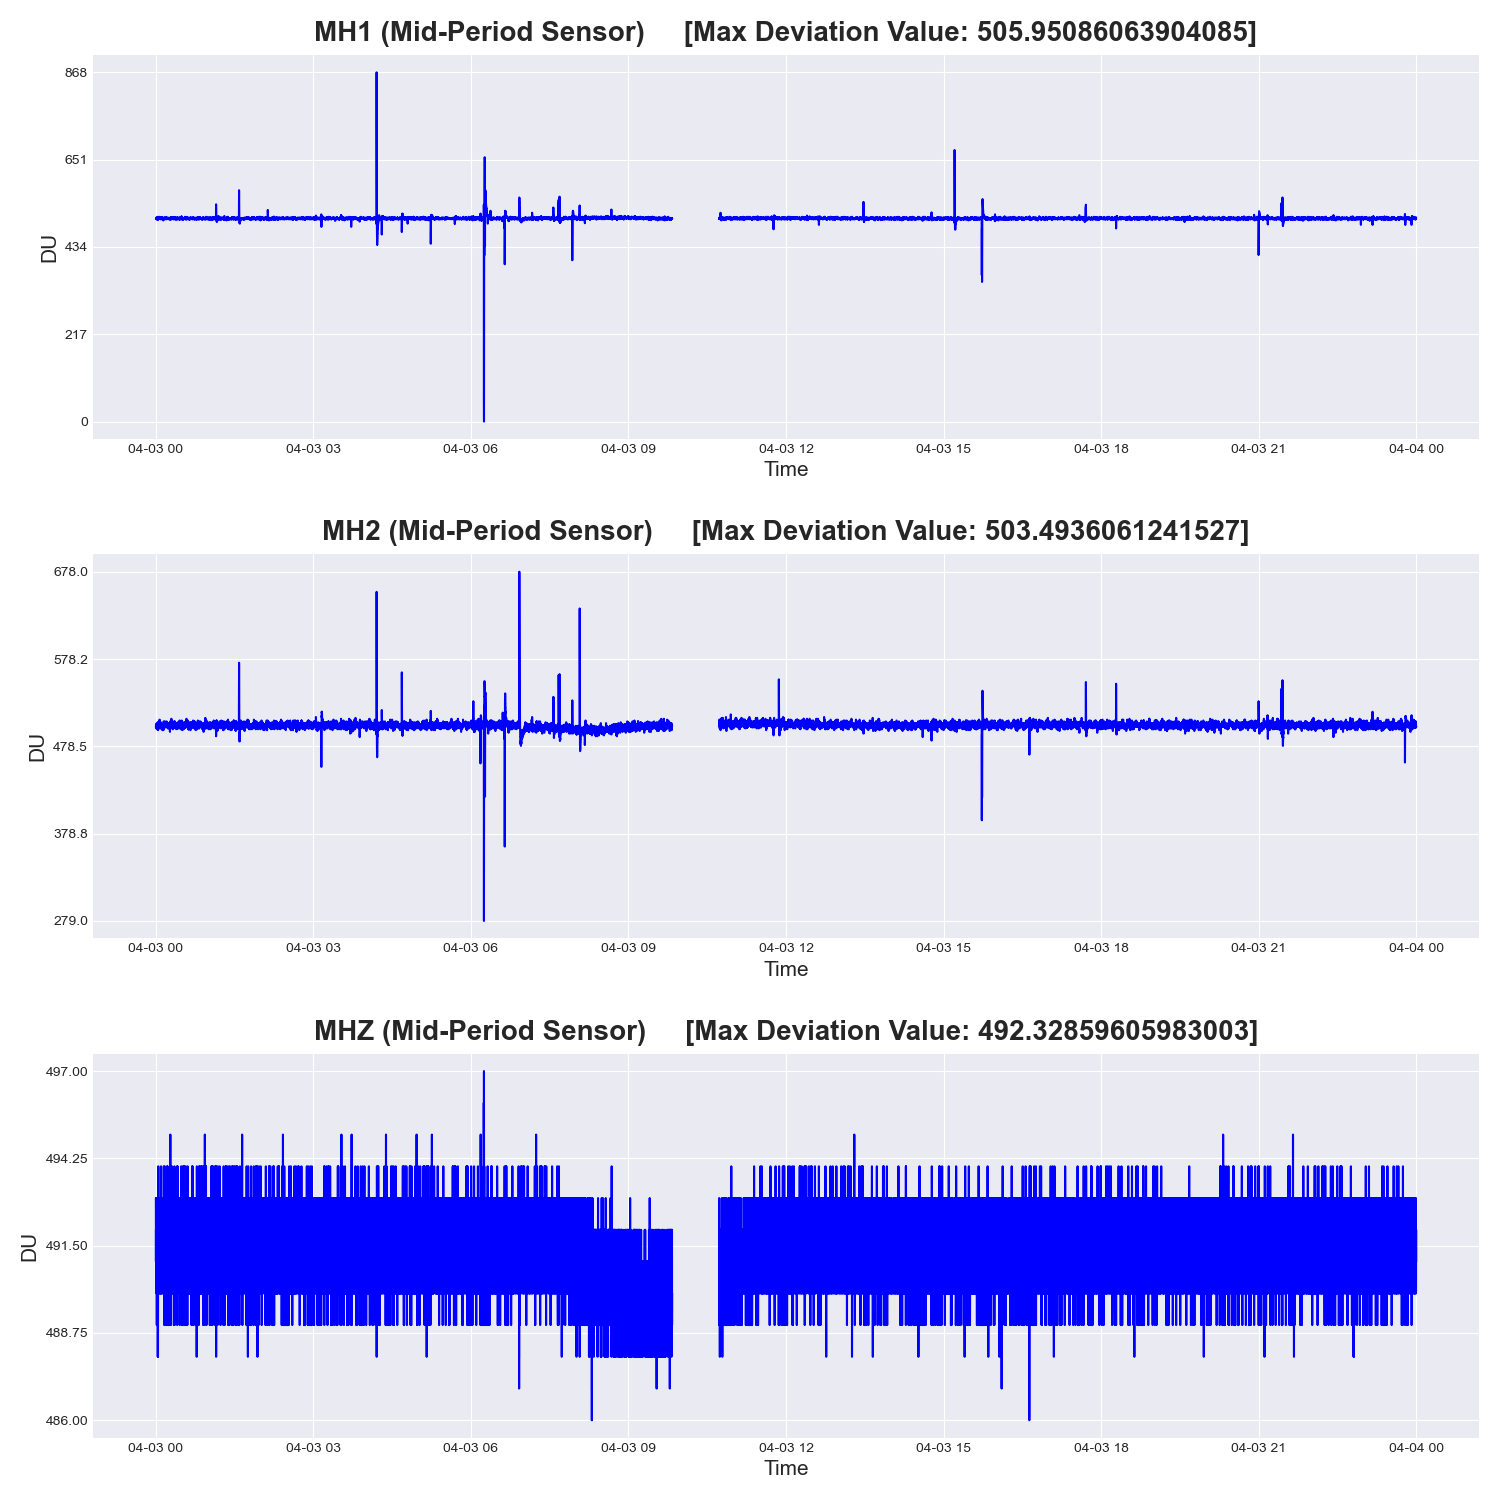 MH1 (Mid-Period Sensor) [Max Deviation Value: 505.95086063904085]
868
651
434
217
0
DU
04-03 00 04-03 03 04-03 06 04-03 09 04-03 12 04-03 15 04-03 18 04-03 21 04-04 00
Time
MH2 (Mid-Period Sensor) [Max Deviation Value: 503.4936061241527]
678.0
578.2
478.5
378.8
279.0
DU
04-03 00 04-03 03 04-03 06 04-03 09 04-03 12 04-03 15 04-03 18 04-03 21 04-04 00
Time
MHZ (Mid-Period Sensor) [Max Deviation Value: 492.32859605983003]
497.00
494.25
491.50
488.75
486.00
DU
04-03 00 04-03 03 04-03 06 04-03 09 04-03 12 04-03 15 04-03 18 04-03 21 04-04 00
Time